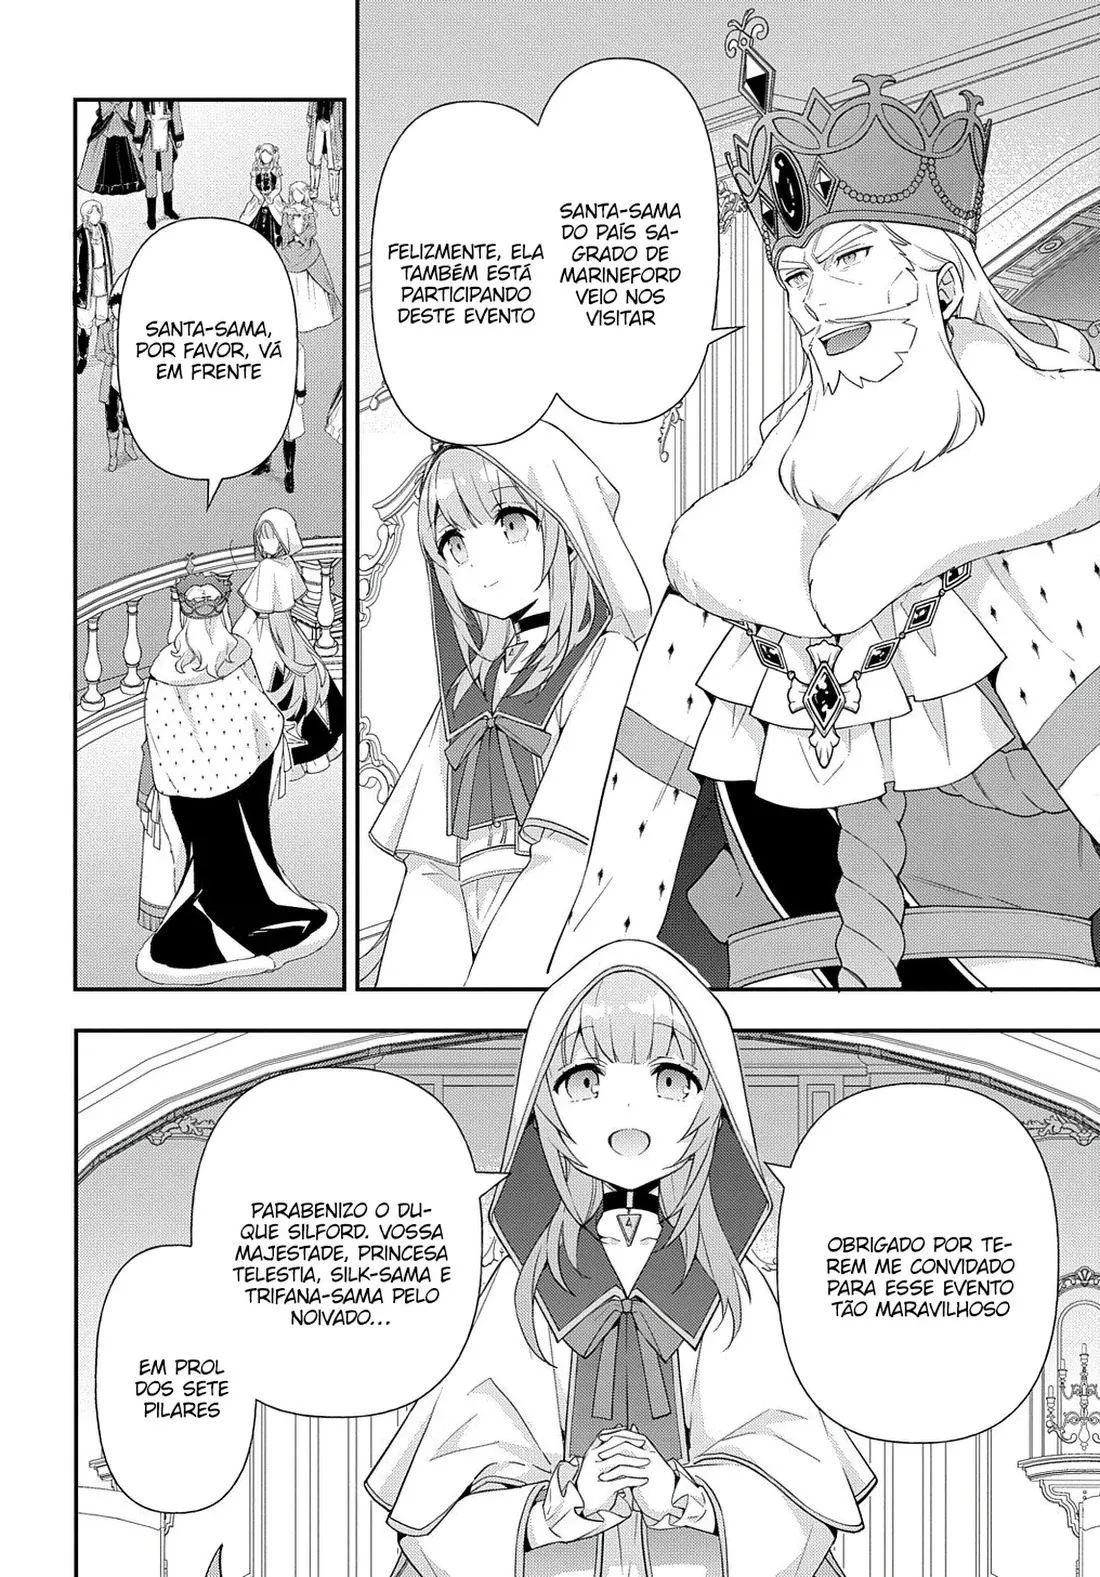 SANTA-SAMA
DO PAÍS SA-
GRADO DE
MARINEFORD
VEIO NOS
VISITAR
FELIZMENTE, ELA
TAMBÉM ESTÁ
PARTICIPANDO
DESTE EVENTO
SANTA-SAMA,
POR FAVOR, VÁ
EM FRENTE
OBRIGADO POR TE-
REM ME CONVIDADO
PARA ESSE EVENTO
TÃO MARAVILHOSO
PARABENIZO O DU-
QUE SILFORD. VOSSA
MAJESTADE, PRINCESA
TELESTIA, SILK-SAMA E
TRIFANA-SAMA PELO
NOIVADO...
EM PROL
DOS SETE
PILARES